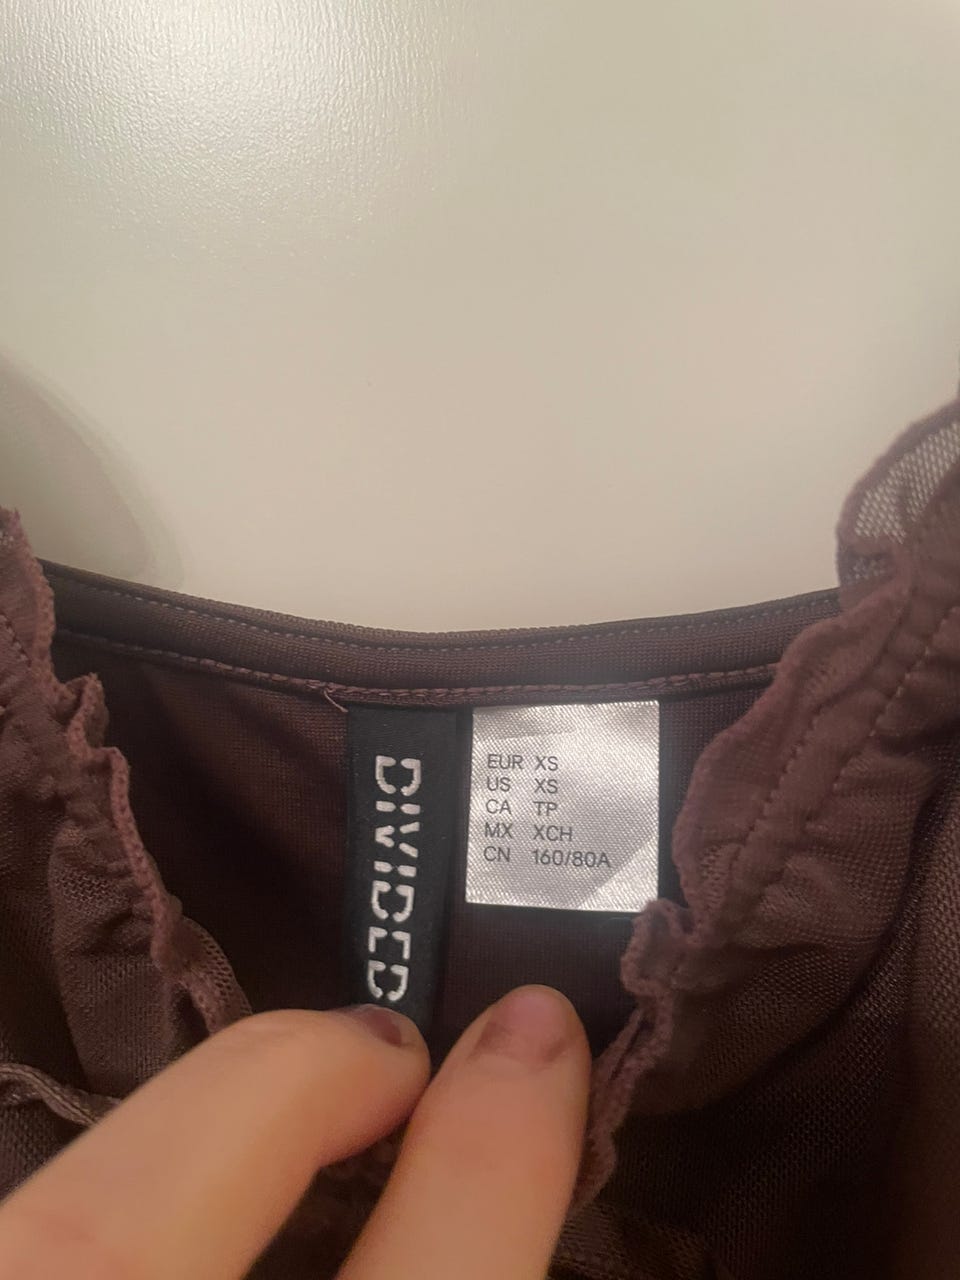 DIVIDED
EUR XS
US XS
CA TP
MX XCH
CN 160/80A